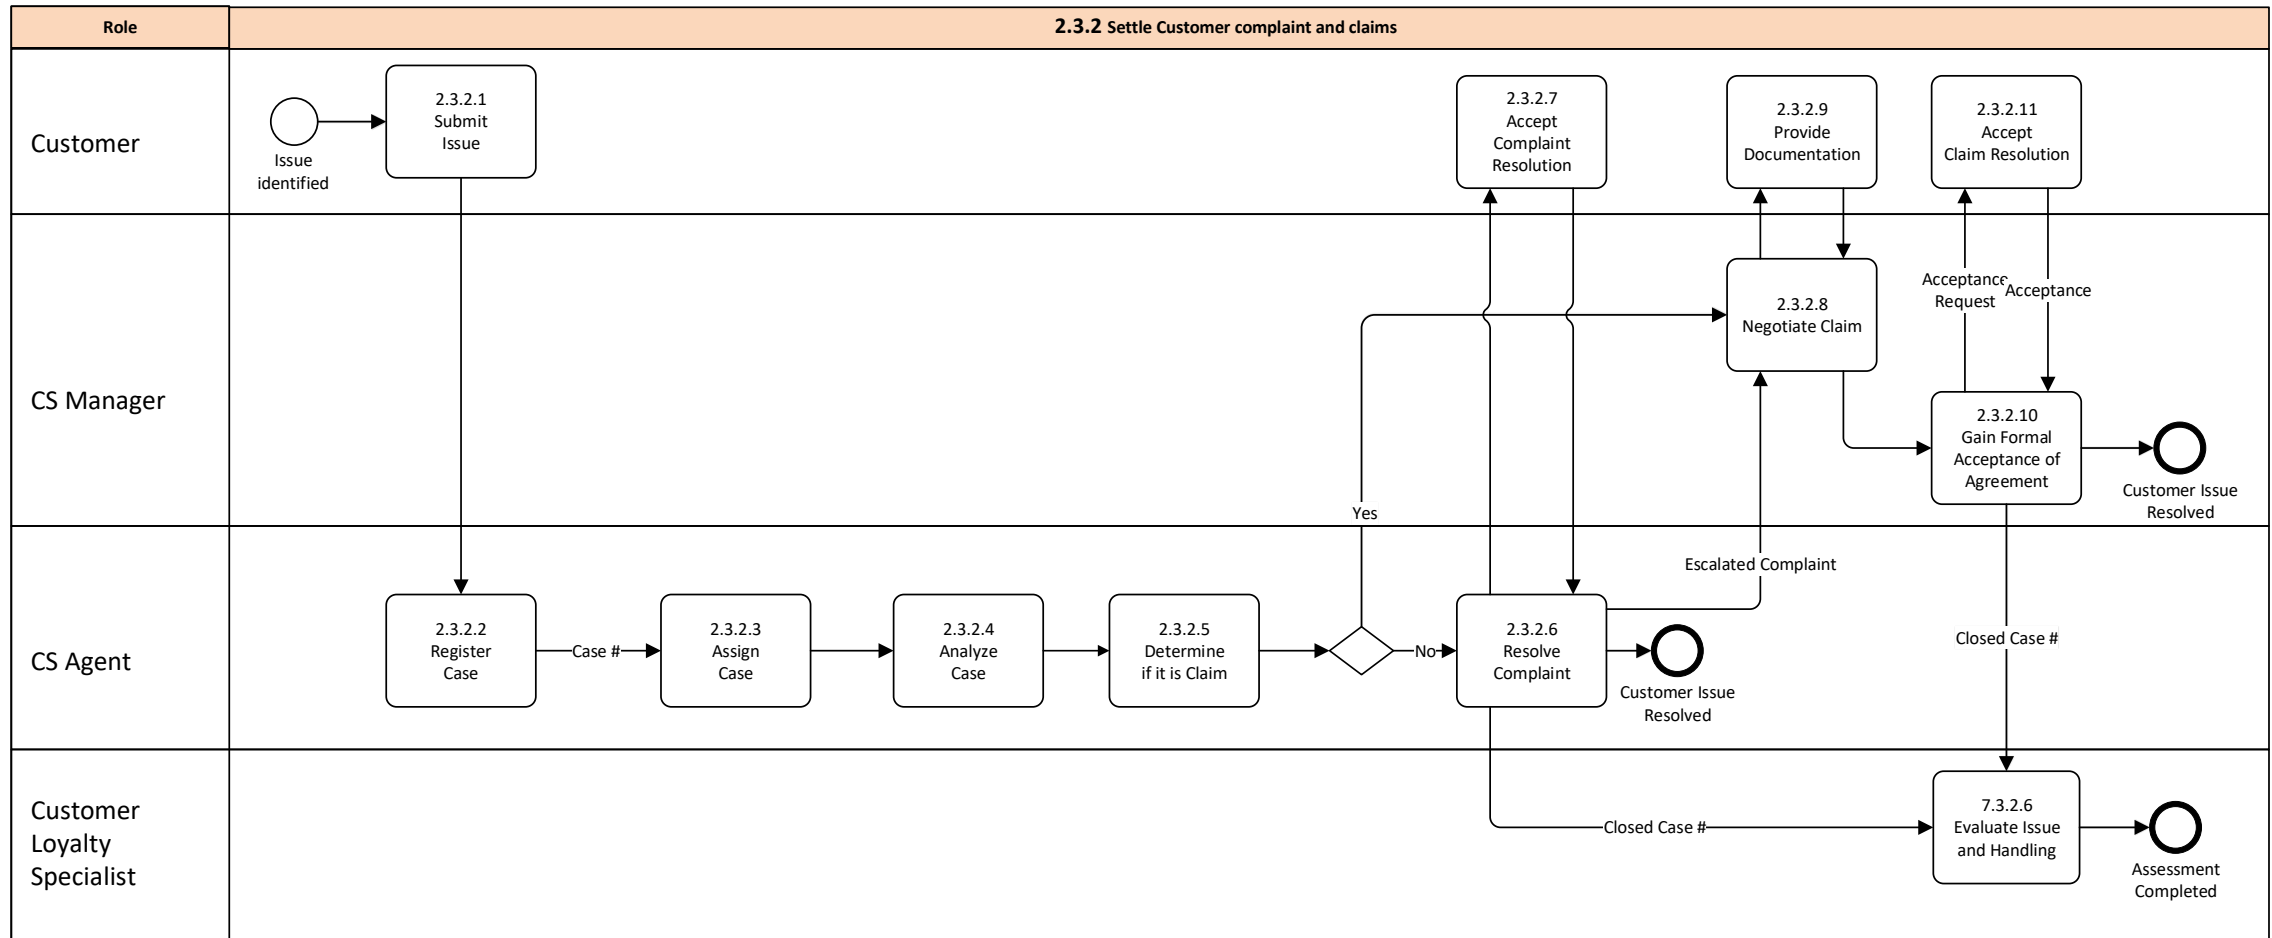 Role
2.3.2 Settle Customer complaint and claims
Customer
Issue
identified
2.3.2.1
Submit
Issue
2.3.2.7
Accept
Complaint
Resolution
2.3.2.9
Provide
Documentation
2.3.2.11
Accept
Claim Resolution
CS Manager
2.3.2.8
Negotiate Claim
Acceptance
Request
Acceptance
2.3.2.10
Gain Formal
Acceptance of
Agreement
Customer Issue
Resolved
Yes
CS Agent
2.3.2.2
Register
Case
Case #
2.3.2.3
Assign
Case
2.3.2.4
Analyze
Case
2.3.2.5
Determine
if it is Claim
No
2.3.2.6
Resolve
Complaint
Escalated Complaint
Customer Issue
Resolved
Closed Case #
Customer
Loyalty
Specialist
Closed Case #
7.3.2.6
Evaluate Issue
and Handling
Assessment
Completed